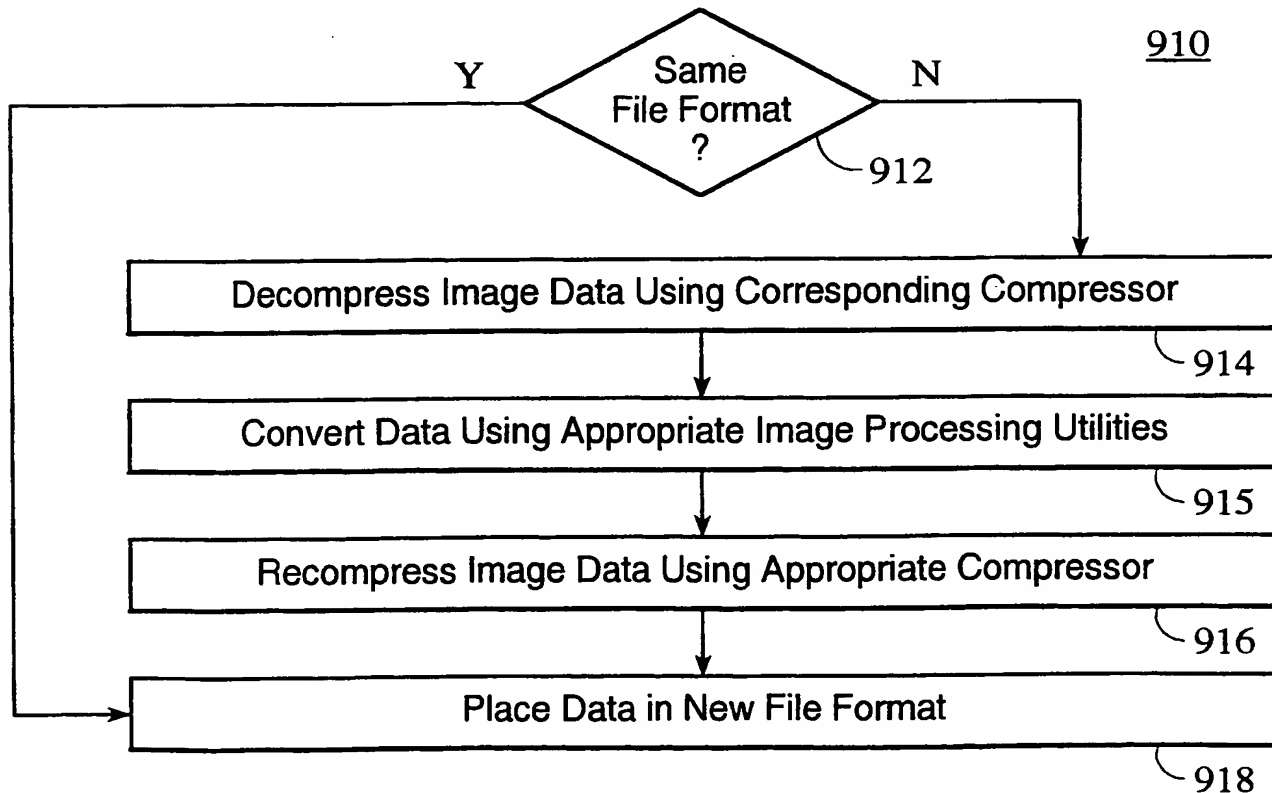 910
Y
Same
File Format
?
N
912
Decompress Image Data Using Corresponding Compressor
914
Convert Data Using Appropriate Image Processing Utilities
915
Recompress Image Data Using Appropriate Compressor
916
Place Data in New File Format
918